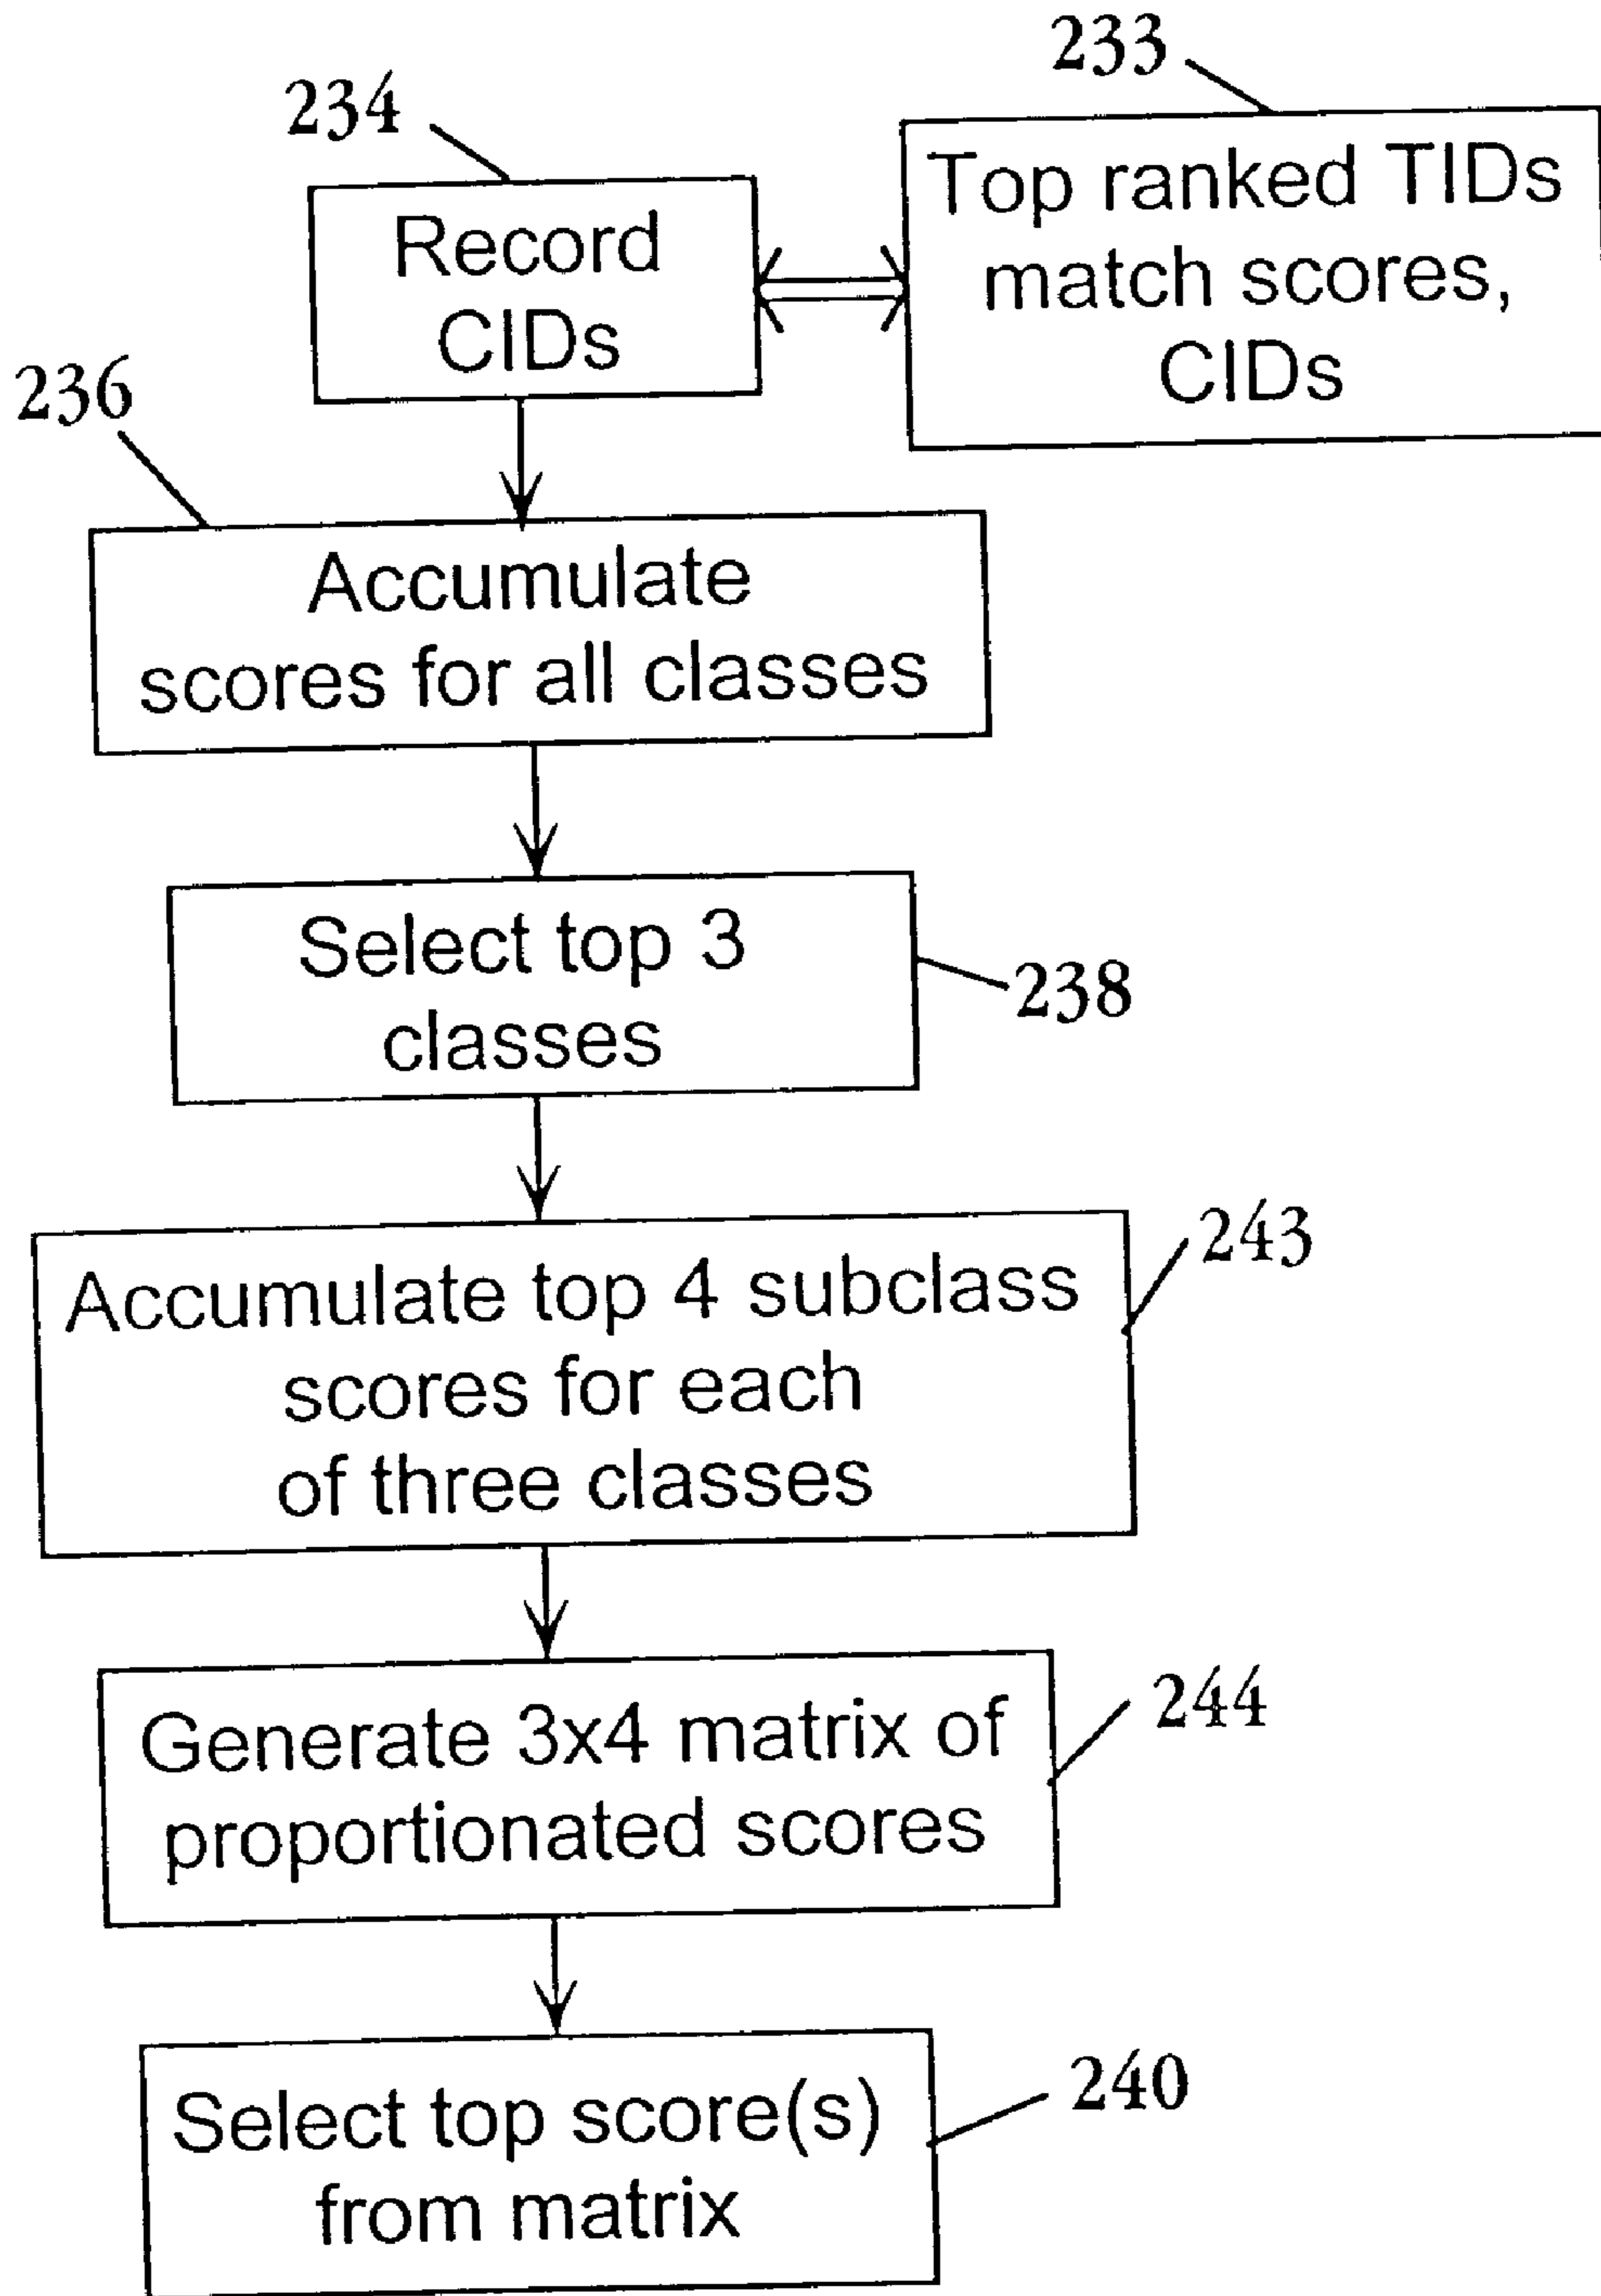 233
234
Top ranked TIDs
match scores,
CIDs
Record
CIDs
236
Accumulate
scores for all classes
Select top 3
classes
238
243
Accumulate top 4 subclass
scores for each
of three classes
244
Generate 3x4 matrix of
proportionated scores
240
Select top score(s)
from matrix